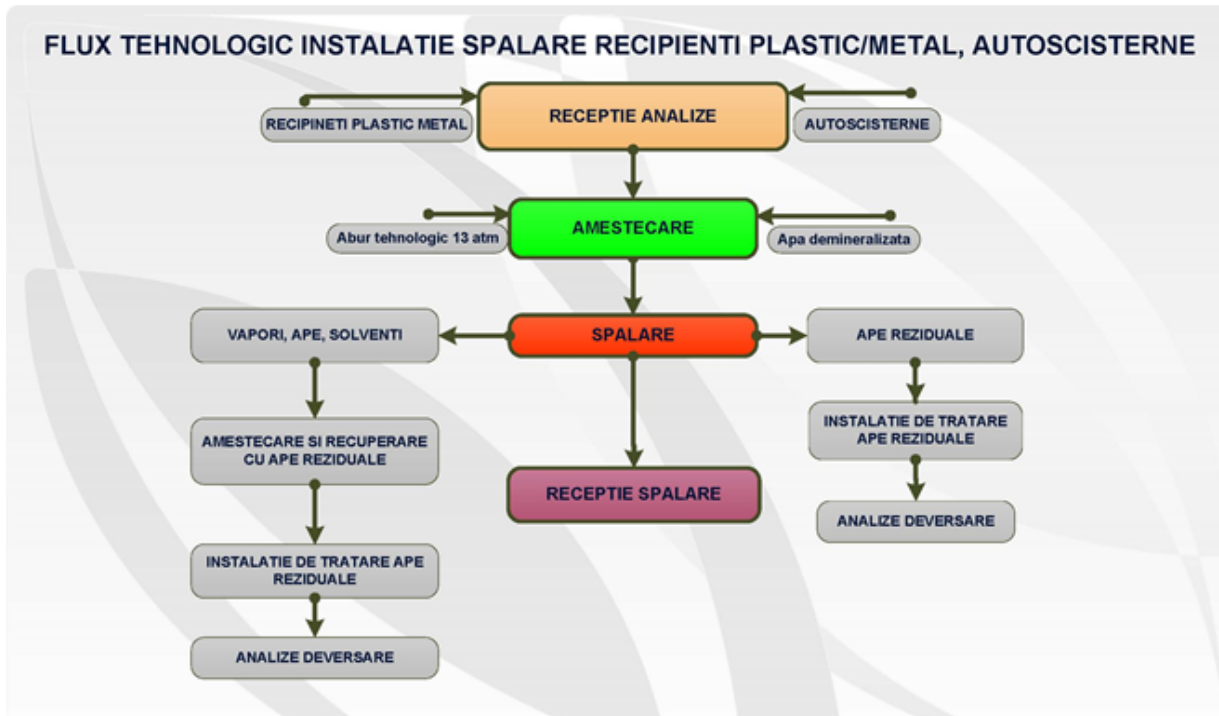 FLUX TEHNOLOGIC INSTALATIE SPALARE RECIPIENTI PLASTIC/METAL, AUTOSCISTERNE
RECEPTIE ANALIZE
RECIPINETI PLASTIC METAL
AUTOSCISTERNE
AMESTECARE
Abur tehnologic 13 atm
Apa demineralizata
VAPORI, APE, SOLVENTI
SPALARE
APE REZIDUALE
AMESTECARE SI RECUPERARE
CU APE REZIDUALE
INSTALATIE DE TRATARE
APE REZIDUALE
RECEPTIE SPALARE
ANALIZE DEVERSARE
INSTALATIE DE TRATARE APE
REZIDUALE
ANALIZE DEVERSARE